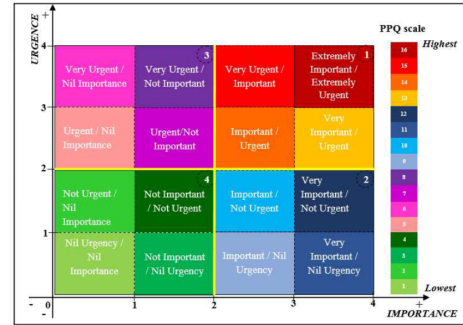 URGENCE
PPQ scale
Highest
4
3
2
1
0
Very Urgent /
Nil Importance
3
Very Urgent /
Not Important
Very Urgent /
Important
1
Extremely
Important /
Extremely
Urgent
Urgent / Nil
Importance
Urgent/Not
Important
Important /
Urgent
Very
Important /
Urgent
Not Urgent /
Nil
Importance
4
Not Important
/ Not Urgent
Important /
Not Urgent
2
Very
Important /
Not Urgent
Nil Urgency /
Nil
Importance
Not Important
/ Nil Urgency
Important / Nil
Urgency
Very
Important /
Nil Urgency
16
15
14
13
12
11
10
9
8
7
6
5
4
3
2
1
Lowest
- 0 1 2 3 4 +
-
IMPORTANCE